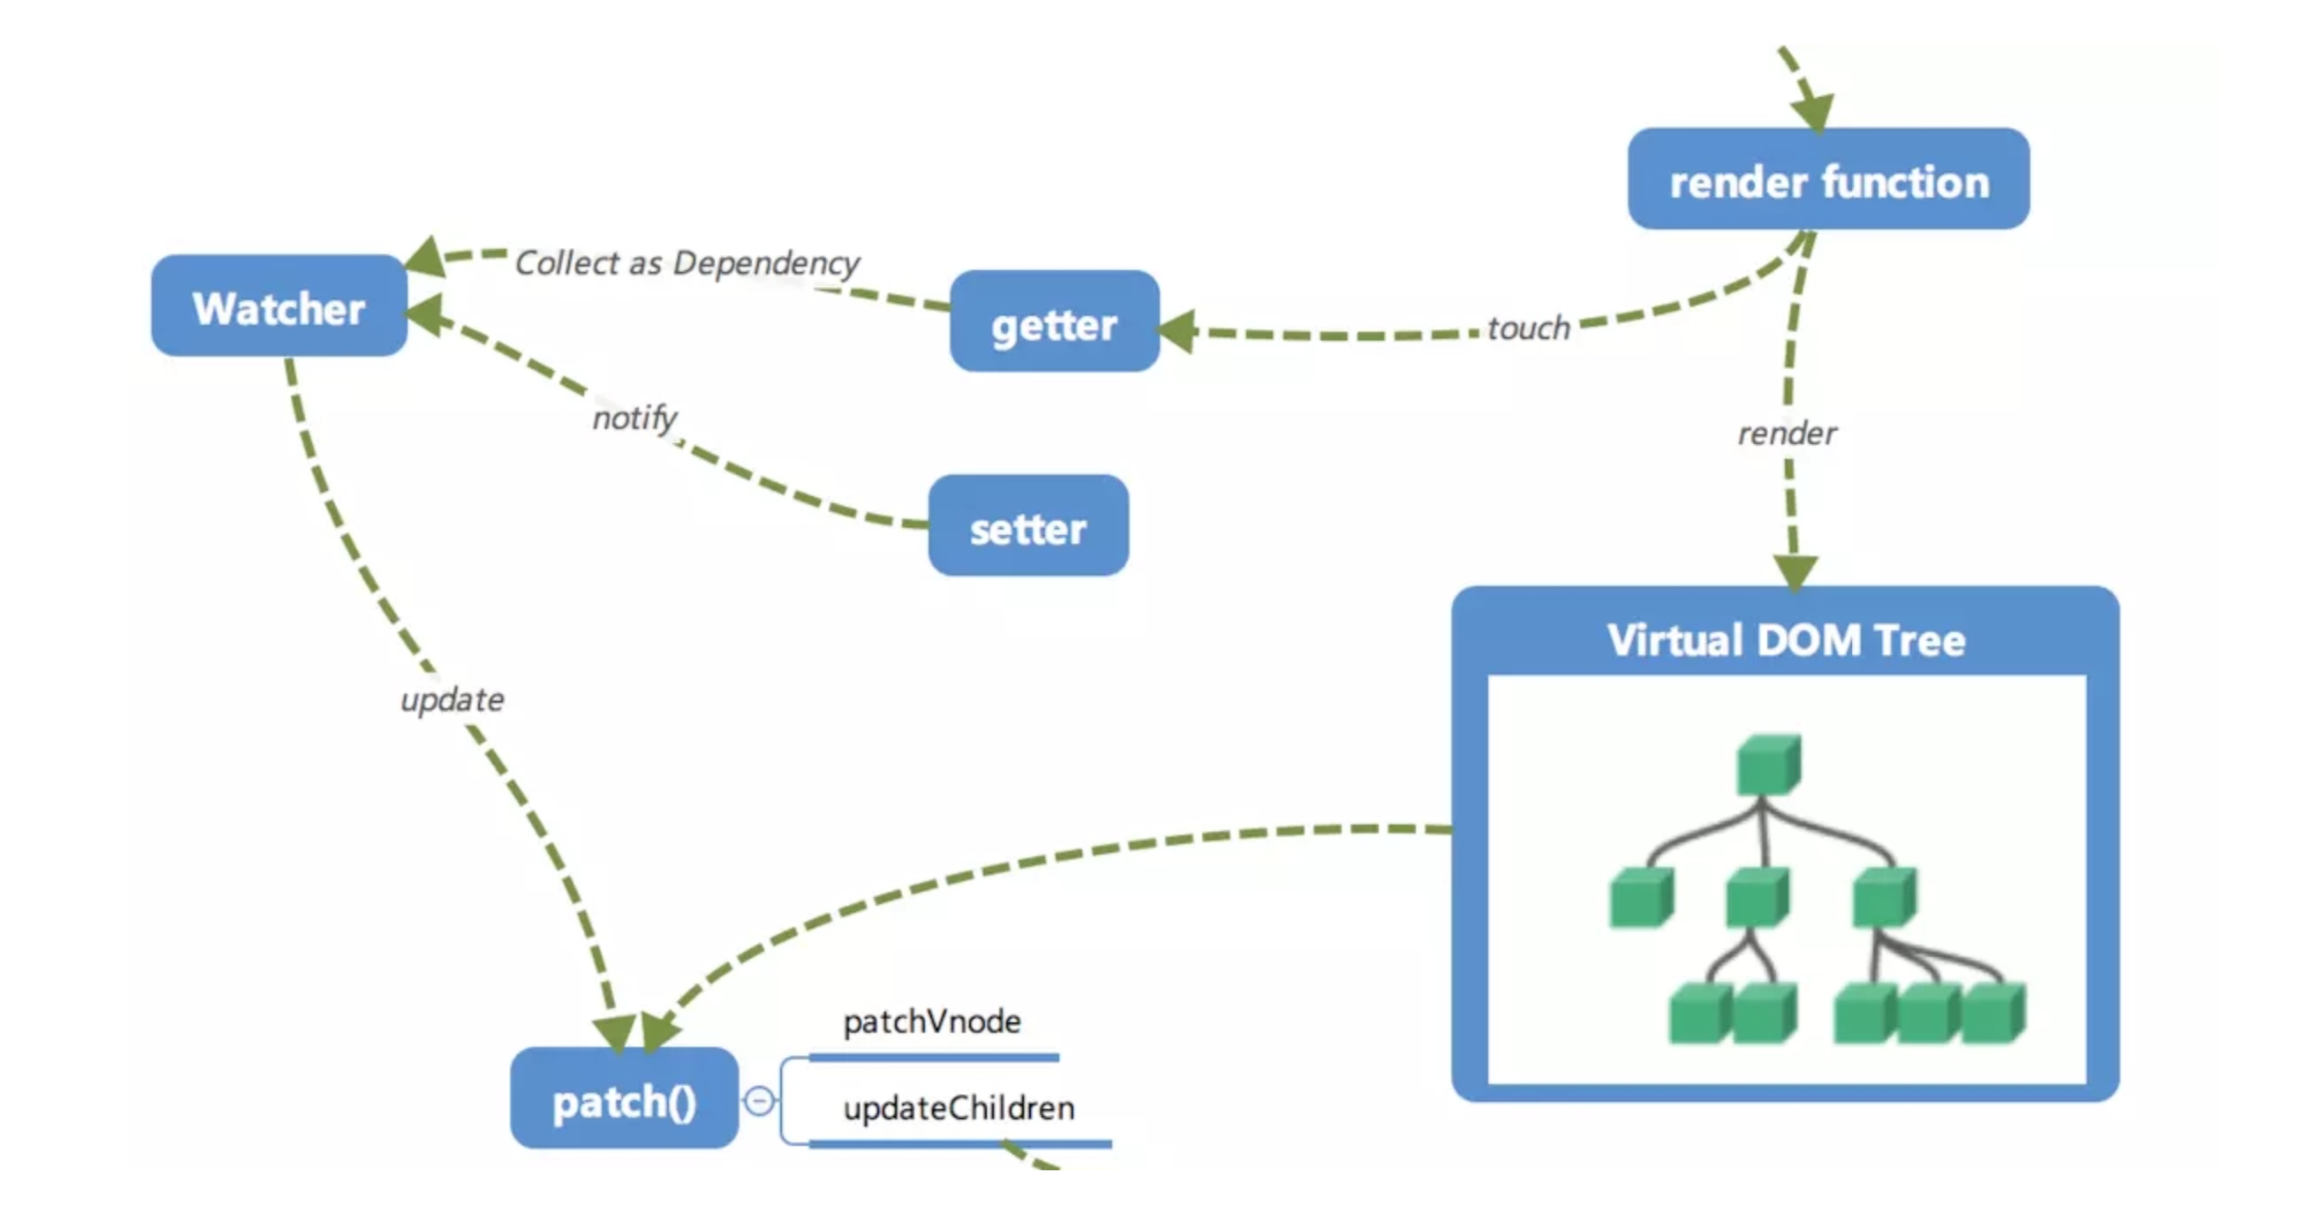 render function
Collect as Dependency
Watcher
getter
touch
notify
render
setter
Virtual DOM Tree
update
patchVnode
patch()
updateChildren